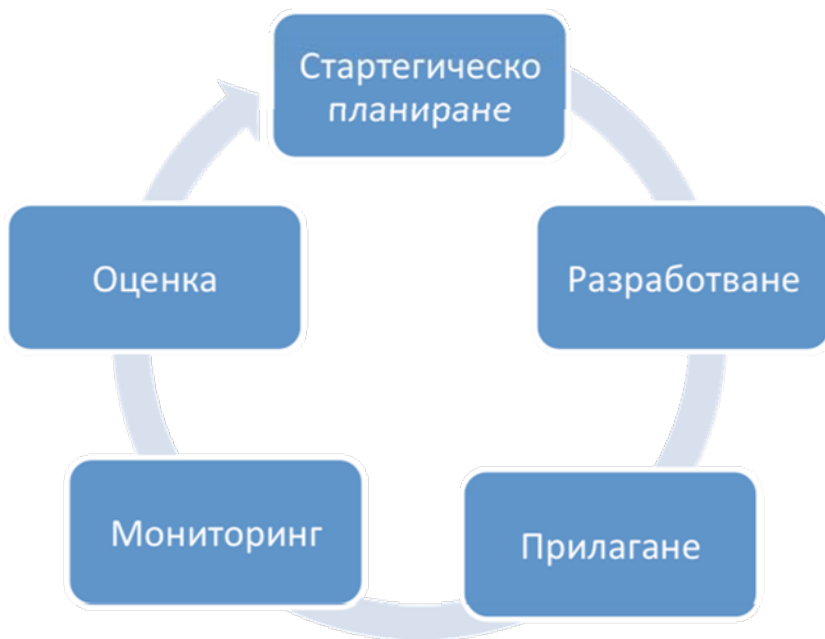 Стартегическо
планиране
Разработване
Прилагане
Мониторинг
Оценка